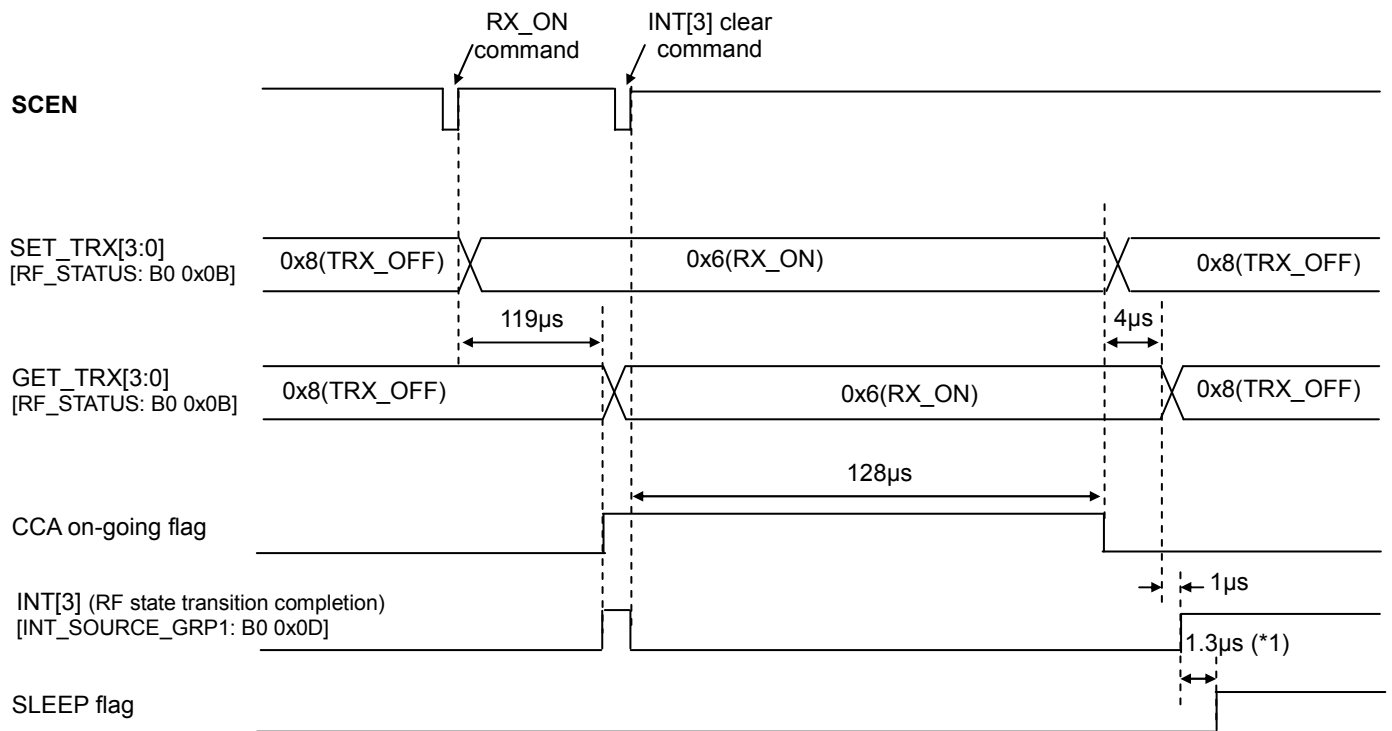 RX_ON
command
INT[3] clear
command
SCEN
SET_TRX[3:0]
[RF_STATUS: B0 0x0B]
0x8(TRX_OFF)
0x6(RX_ON)
0x8(TRX_OFF)
119μs
4μs
GET_TRX[3:0]
[RF_STATUS: B0 0x0B]
0x8(TRX_OFF)
0x6(RX_ON)
0x8(TRX_OFF)
128μs
CCA on-going flag
1μs
INT[3] (RF state transition completion)
[INT_SOURCE_GRP1: B0 0x0D]
1.3μs (*1)
SLEEP flag